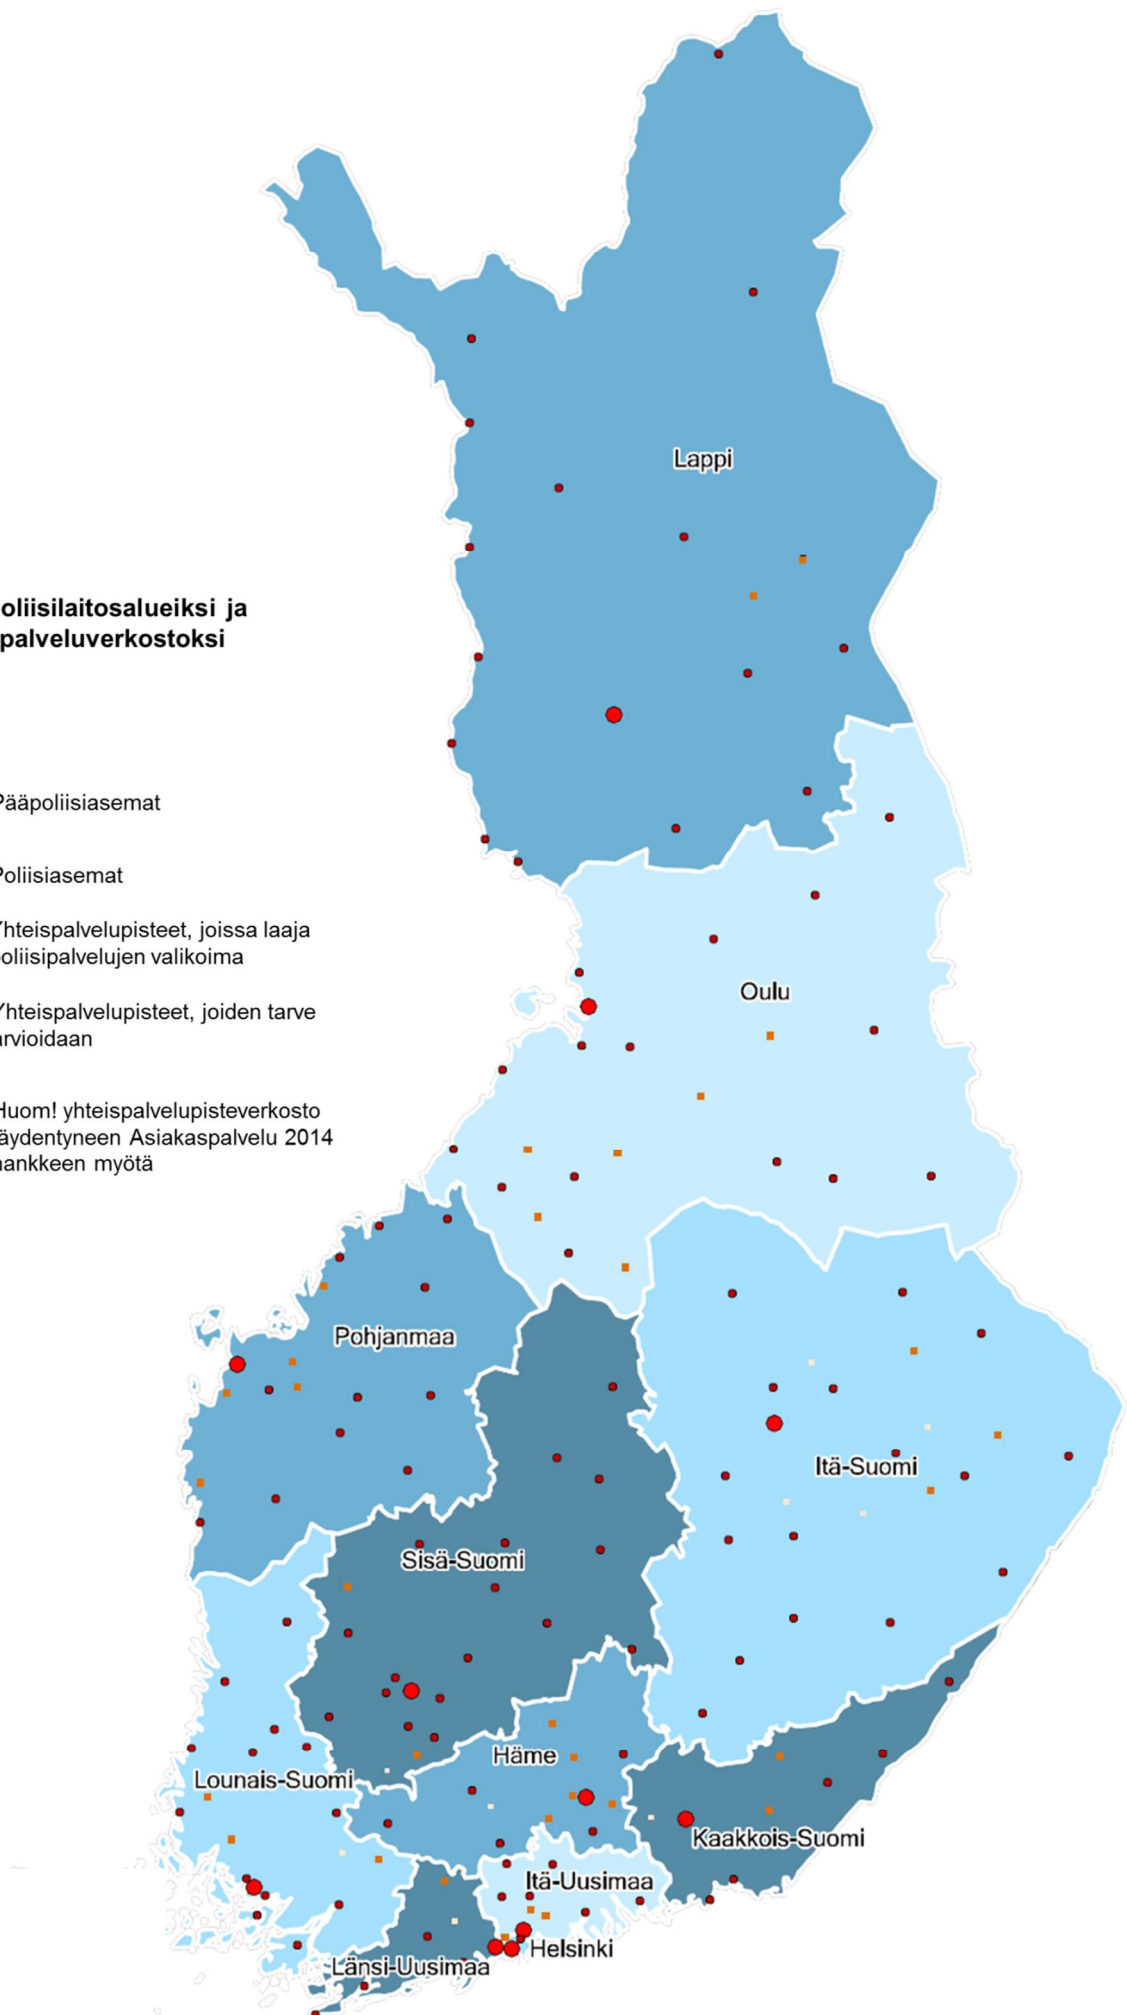 oliisilaitosalueiksi ja
palveluverkostoksi
Pääpoliisiasemat
Poliisiasemat
Yhteispalvelupisteet, joissa laaja
poliisipalvelujen valikoima
Yhteispalvelupisteet, joiden tarve
arvioidaan
Huom! yhteispalvelupisteverkosto
täydentyneen Asiakaspalvelu 2014
hankkeen myötä
Lappi
Oulu
Pohjanmaa
Itä-Suomi
Sisä-Suomi
Häme
Lounais-Suomi
Kaakkois-Suomi
Itä-Uusimaa
Helsinki
Länsi-Uusimaa